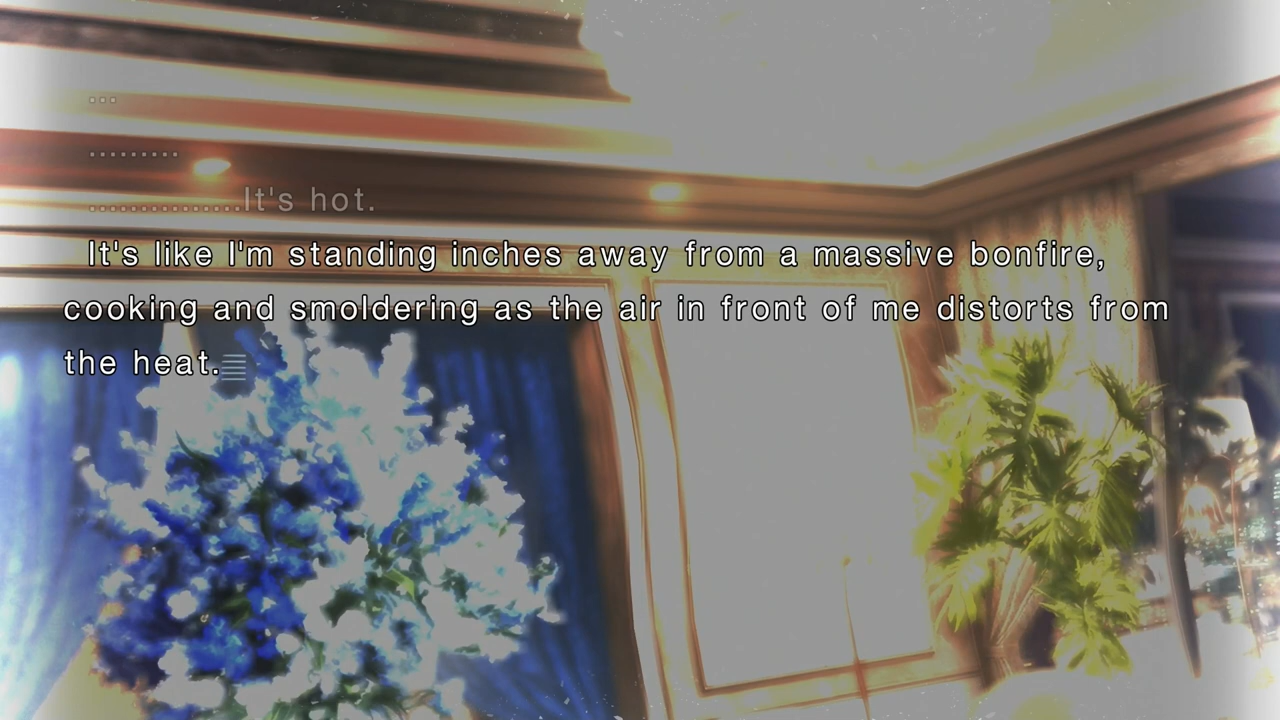 ...
.........
...............It's hot.
It's like I'm standing inches away from a massive bonfire,
cooking and smoldering as the air in front of me distorts from
the heat.